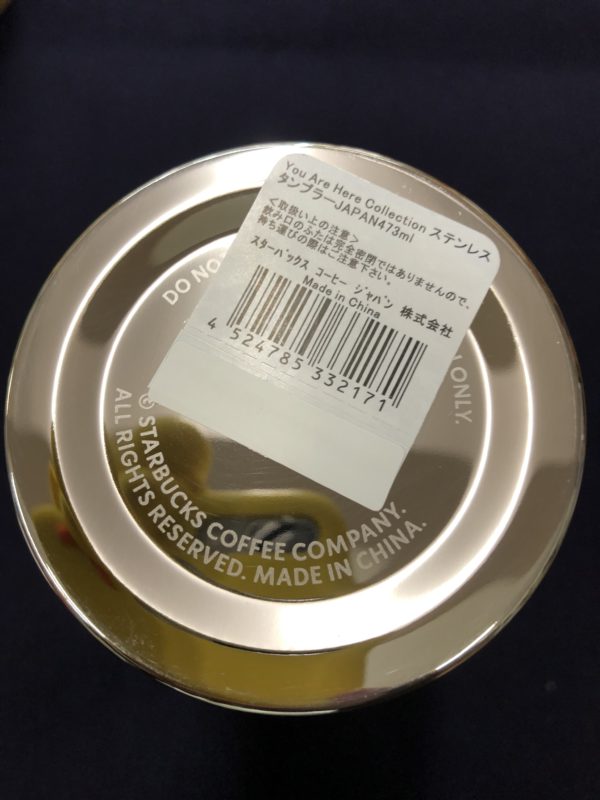 You Are Here Collection ステンレス
タンブラーJAPAN473ml
<取扱い上の注意>
飲み口のふたは完全密閉ではありませんので、
持ち運びの際はご注意下さい。
スターバックス コーヒー ジャパン 株式会社
Made in China
4 524785 332171
DO NO
ONLY.
© STARBUCKS COFFEE COMPANY.
ALL RIGHTS RESERVED. MADE IN CHINA.